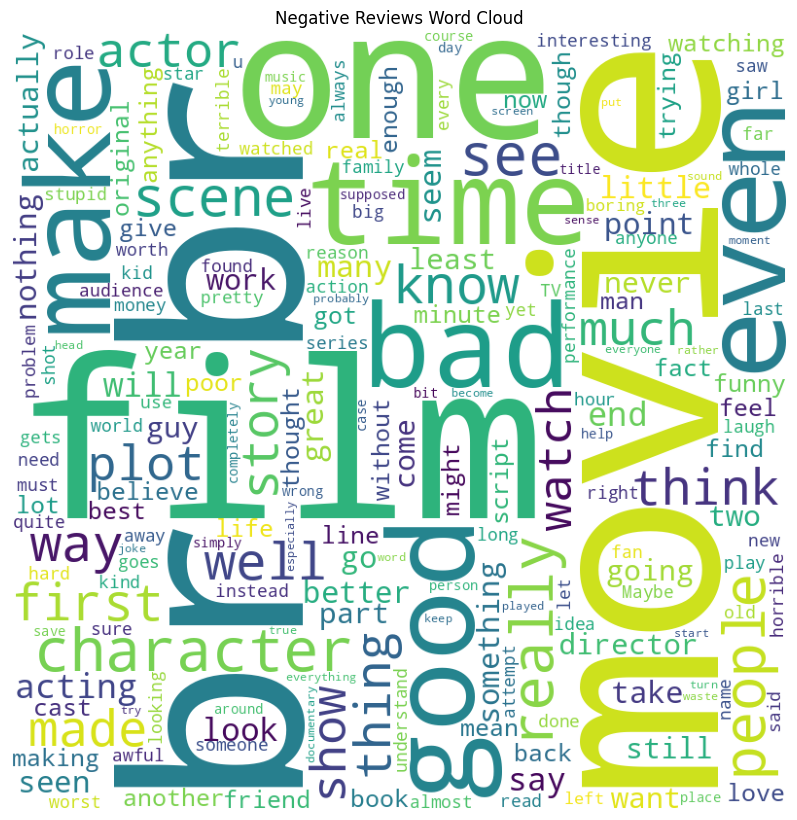 Negative Reviews Word Cloud
actor one interesting watching
role star u music course day saw
actually make terrible may always enough every now though trying girl
horror anything young screen put far
original br watched real see even
stupid scene family time seem title little whole
supposed live big boring sound three
nothing give point sense anyone moment
worth found many least know never
kid work reason minute TV man
audience pretty action probably yet last
problem money got performance much
shot head year series bad everyone rather
film will poor great bit become fact funny
gets use story thought without hour feel laugh
need world guy completely case come watch end help find
must plot believe wrong might script right think
lot best movie
quite way away life line long two
joke simply especially well go word fan new
goes hard kind instead better person really going play
first sure part good played let Maybe old horrible
save true something keep idea people
character everything attempt director start
acting looking around thing understand take turn
cast try look show documentary mean done name waste said
made someone back still
making awful say
seen another friend book almost read left want place love
worst br